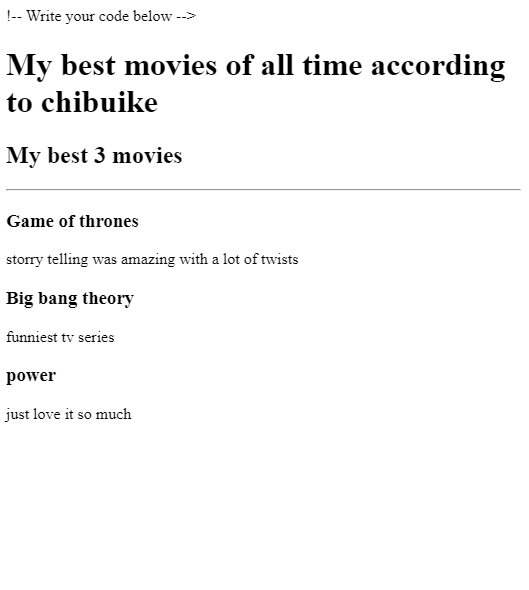 !-- Write your code below -->
My best movies of all time according
to chibuike
My best 3 movies
Game of thrones
storry telling was amazing with a lot of twists
Big bang theory
funniest tv series
power
just love it so much